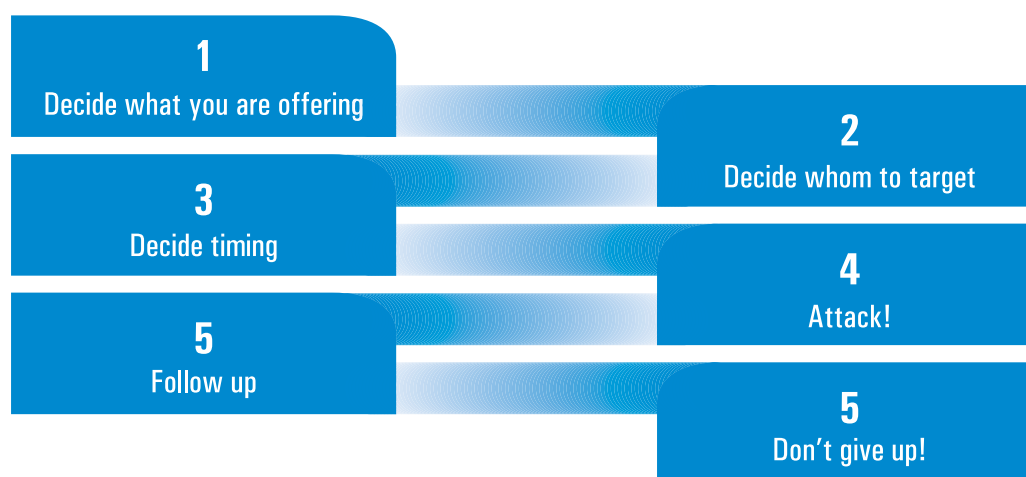 1
Decide what you are offering
2
Decide whom to target
3
Decide timing
4
Attack!
5
Follow up
5
Don't give up!